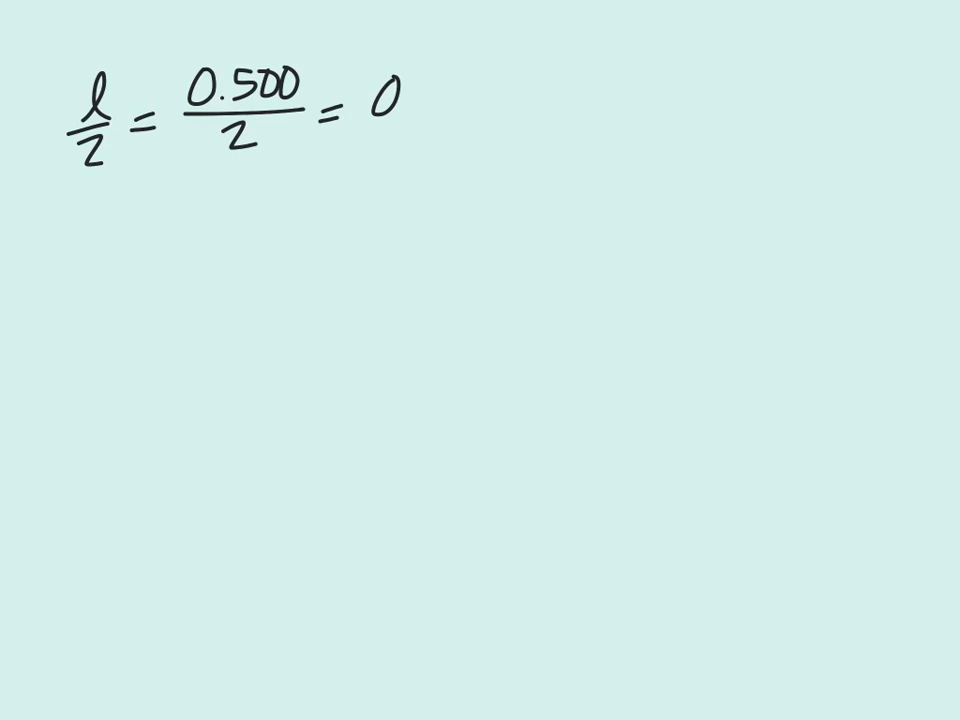 l/2 = 0.500/2 = 0